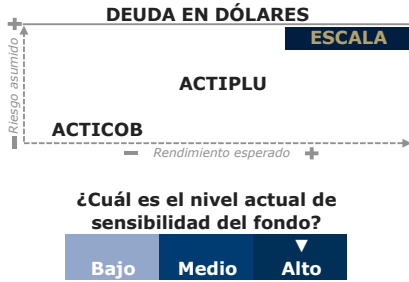 DEUDA EN DÓLARES
ESCALA
Riesgo asumido
ACTIPLU
ACTICOB
Rendimiento esperado
¿Cuál es el nivel actual de
sensibilidad del fondo?
Bajo Medio Alto